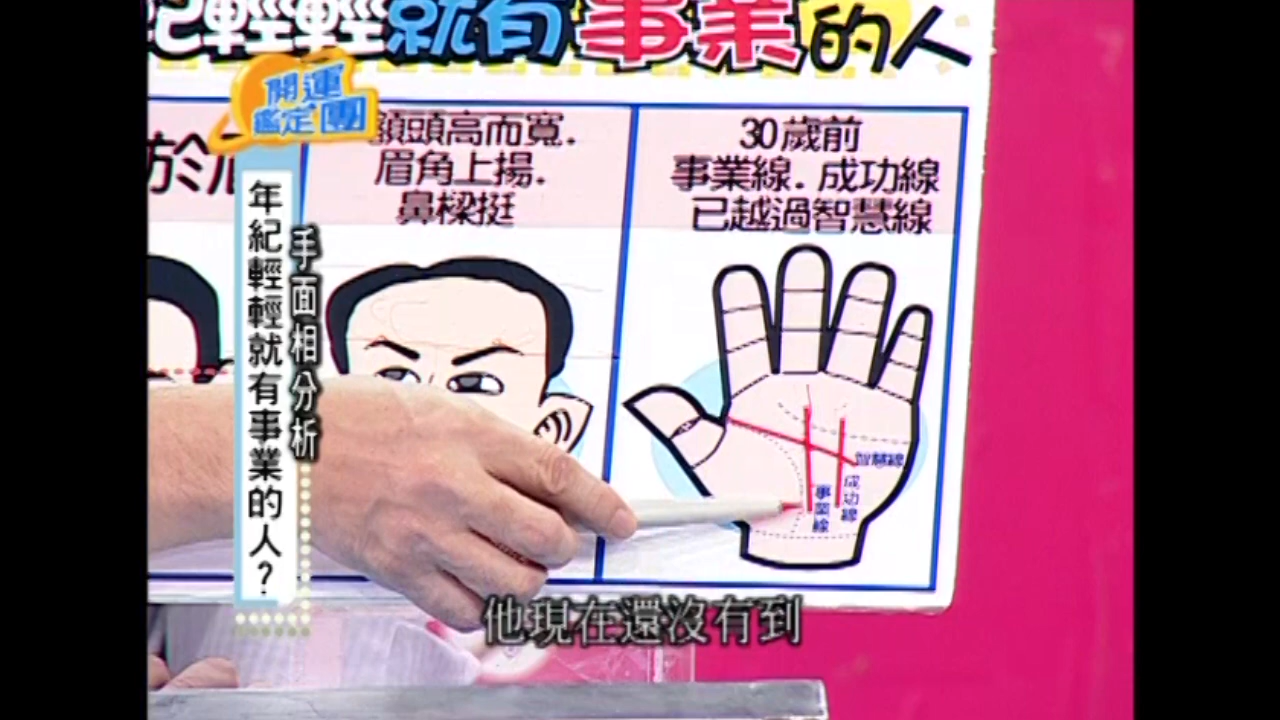 紀輕輕就有事業的人
開運
鑑定團
額頭高而寬.
眉角上揚.
鼻樑挺
30歲前
事業線.成功線
已越過智慧線
手面相分析
年紀輕輕就有事業的人?
智慧線
成功線
事業線
他現在還沒有到